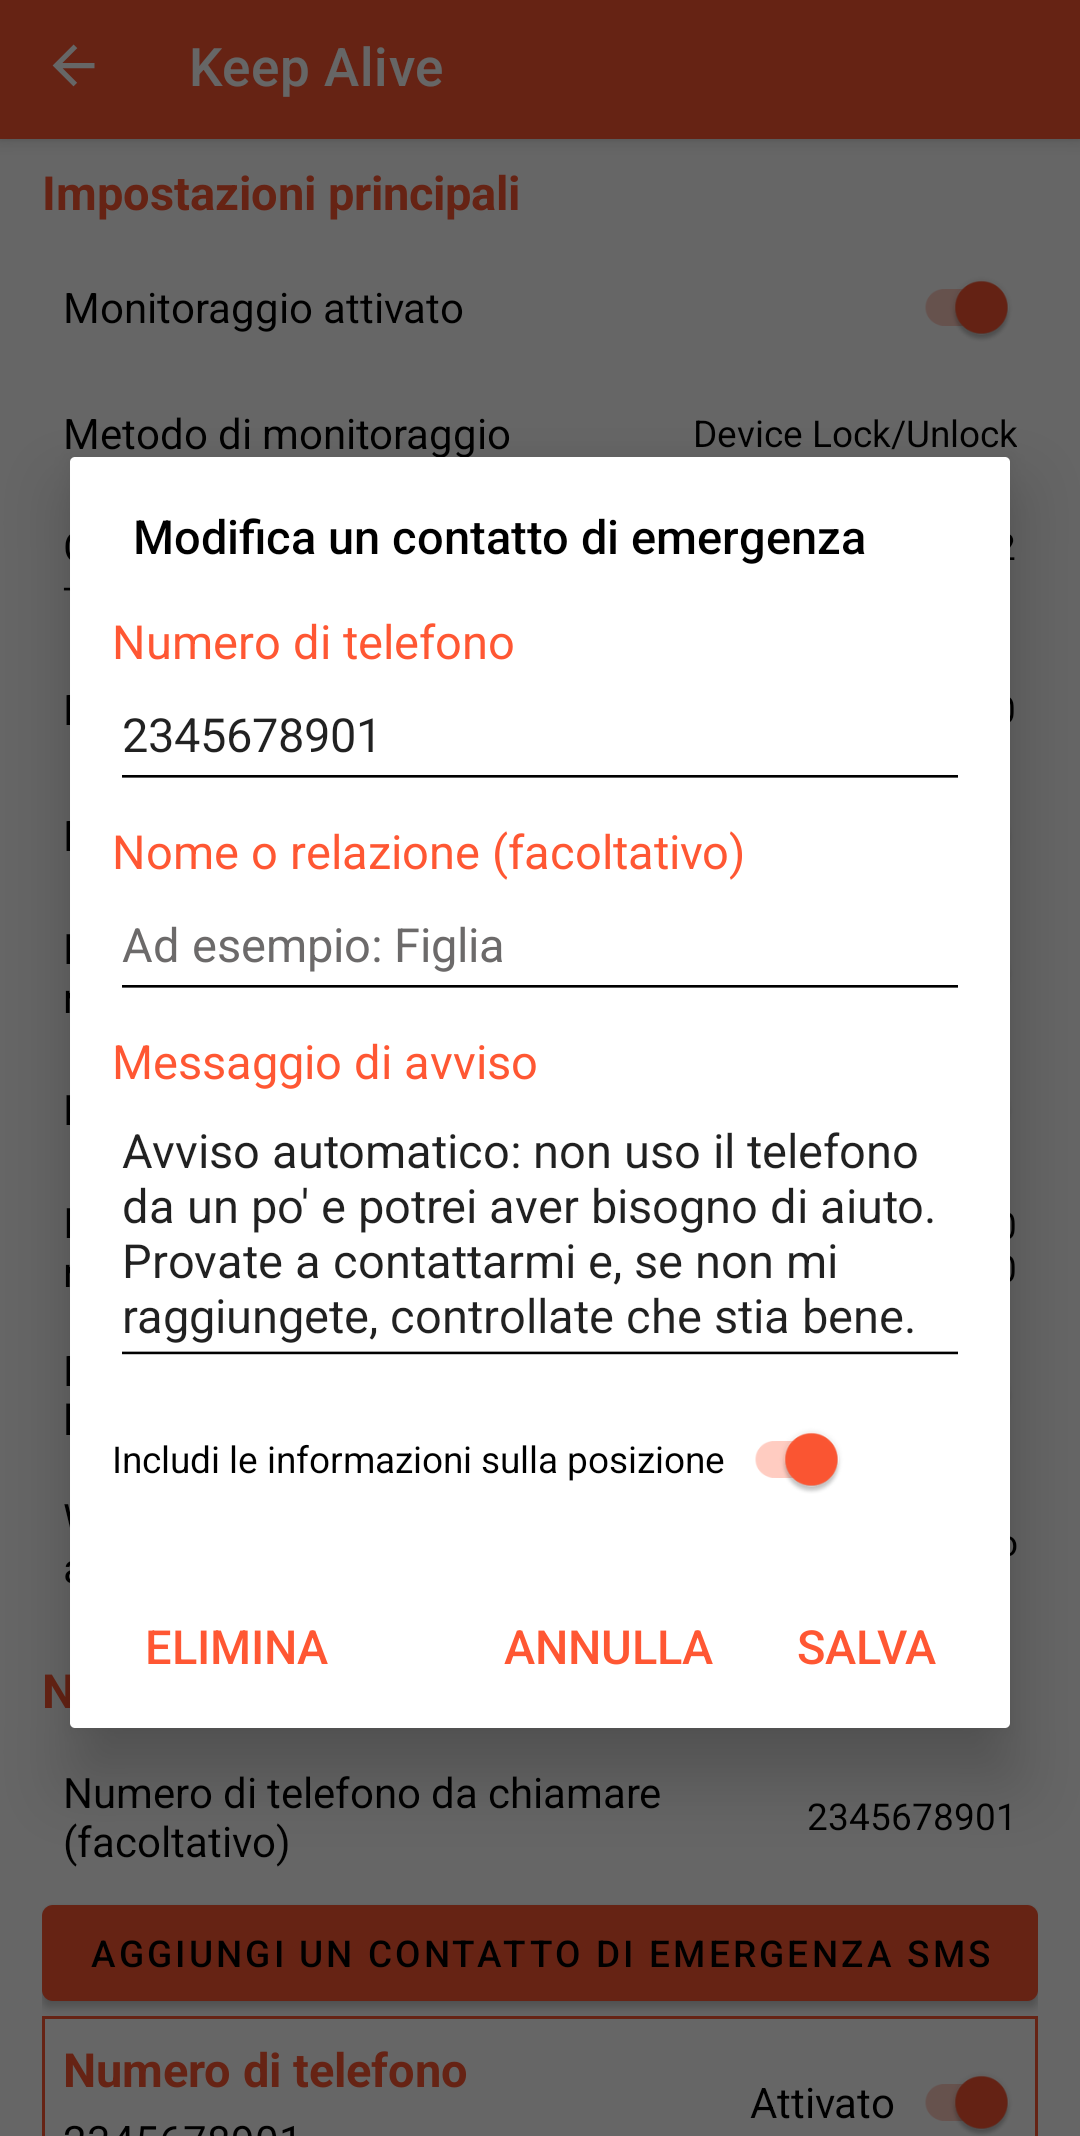 Keep Alive
Impostazioni principali
Monitoraggio attivato
Metodo di monitoraggio Device Lock/Unlock
Modifica un contatto di emergenza
Numero di telefono
2345678901
Nome o relazione (facoltativo)
Ad esempio: Figlia
Messaggio di avviso
Avviso automatico: non uso il telefono
da un po' e potrei aver bisogno di aiuto.
Provate a contattarmi e, se non mi
raggiungete, controllate che stia bene.
Includi le informazioni sulla posizione
ELIMINA ANNULLA SALVA
Numero di telefono da chiamare
(facoltativo)
2345678901
AGGIUNGI UN CONTATTO DI EMERGENZA SMS
Numero di telefono
Attivato
2345678901